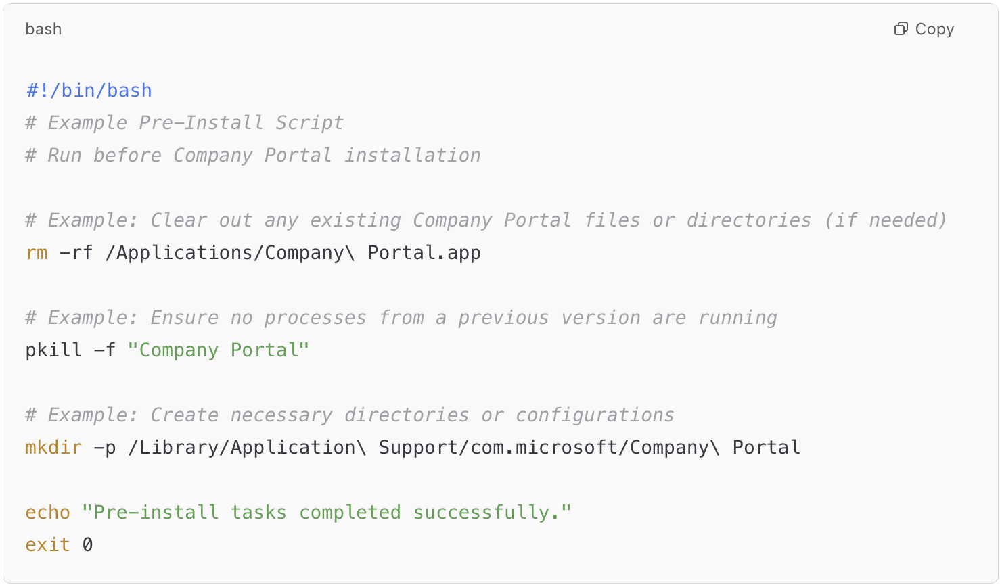 bash
Copy
#!/bin/bash
# Example Pre-Install Script
# Run before Company Portal installation
# Example: Clear out any existing Company Portal files or directories (if needed)
rm -rf /Applications/Company\ Portal.app
# Example: Ensure no processes from a previous version are running
pkill -f "Company Portal"
# Example: Create necessary directories or configurations
mkdir -p /Library/Application\ Support/com.microsoft/Company\ Portal
echo "Pre-install tasks completed successfully."
exit 0